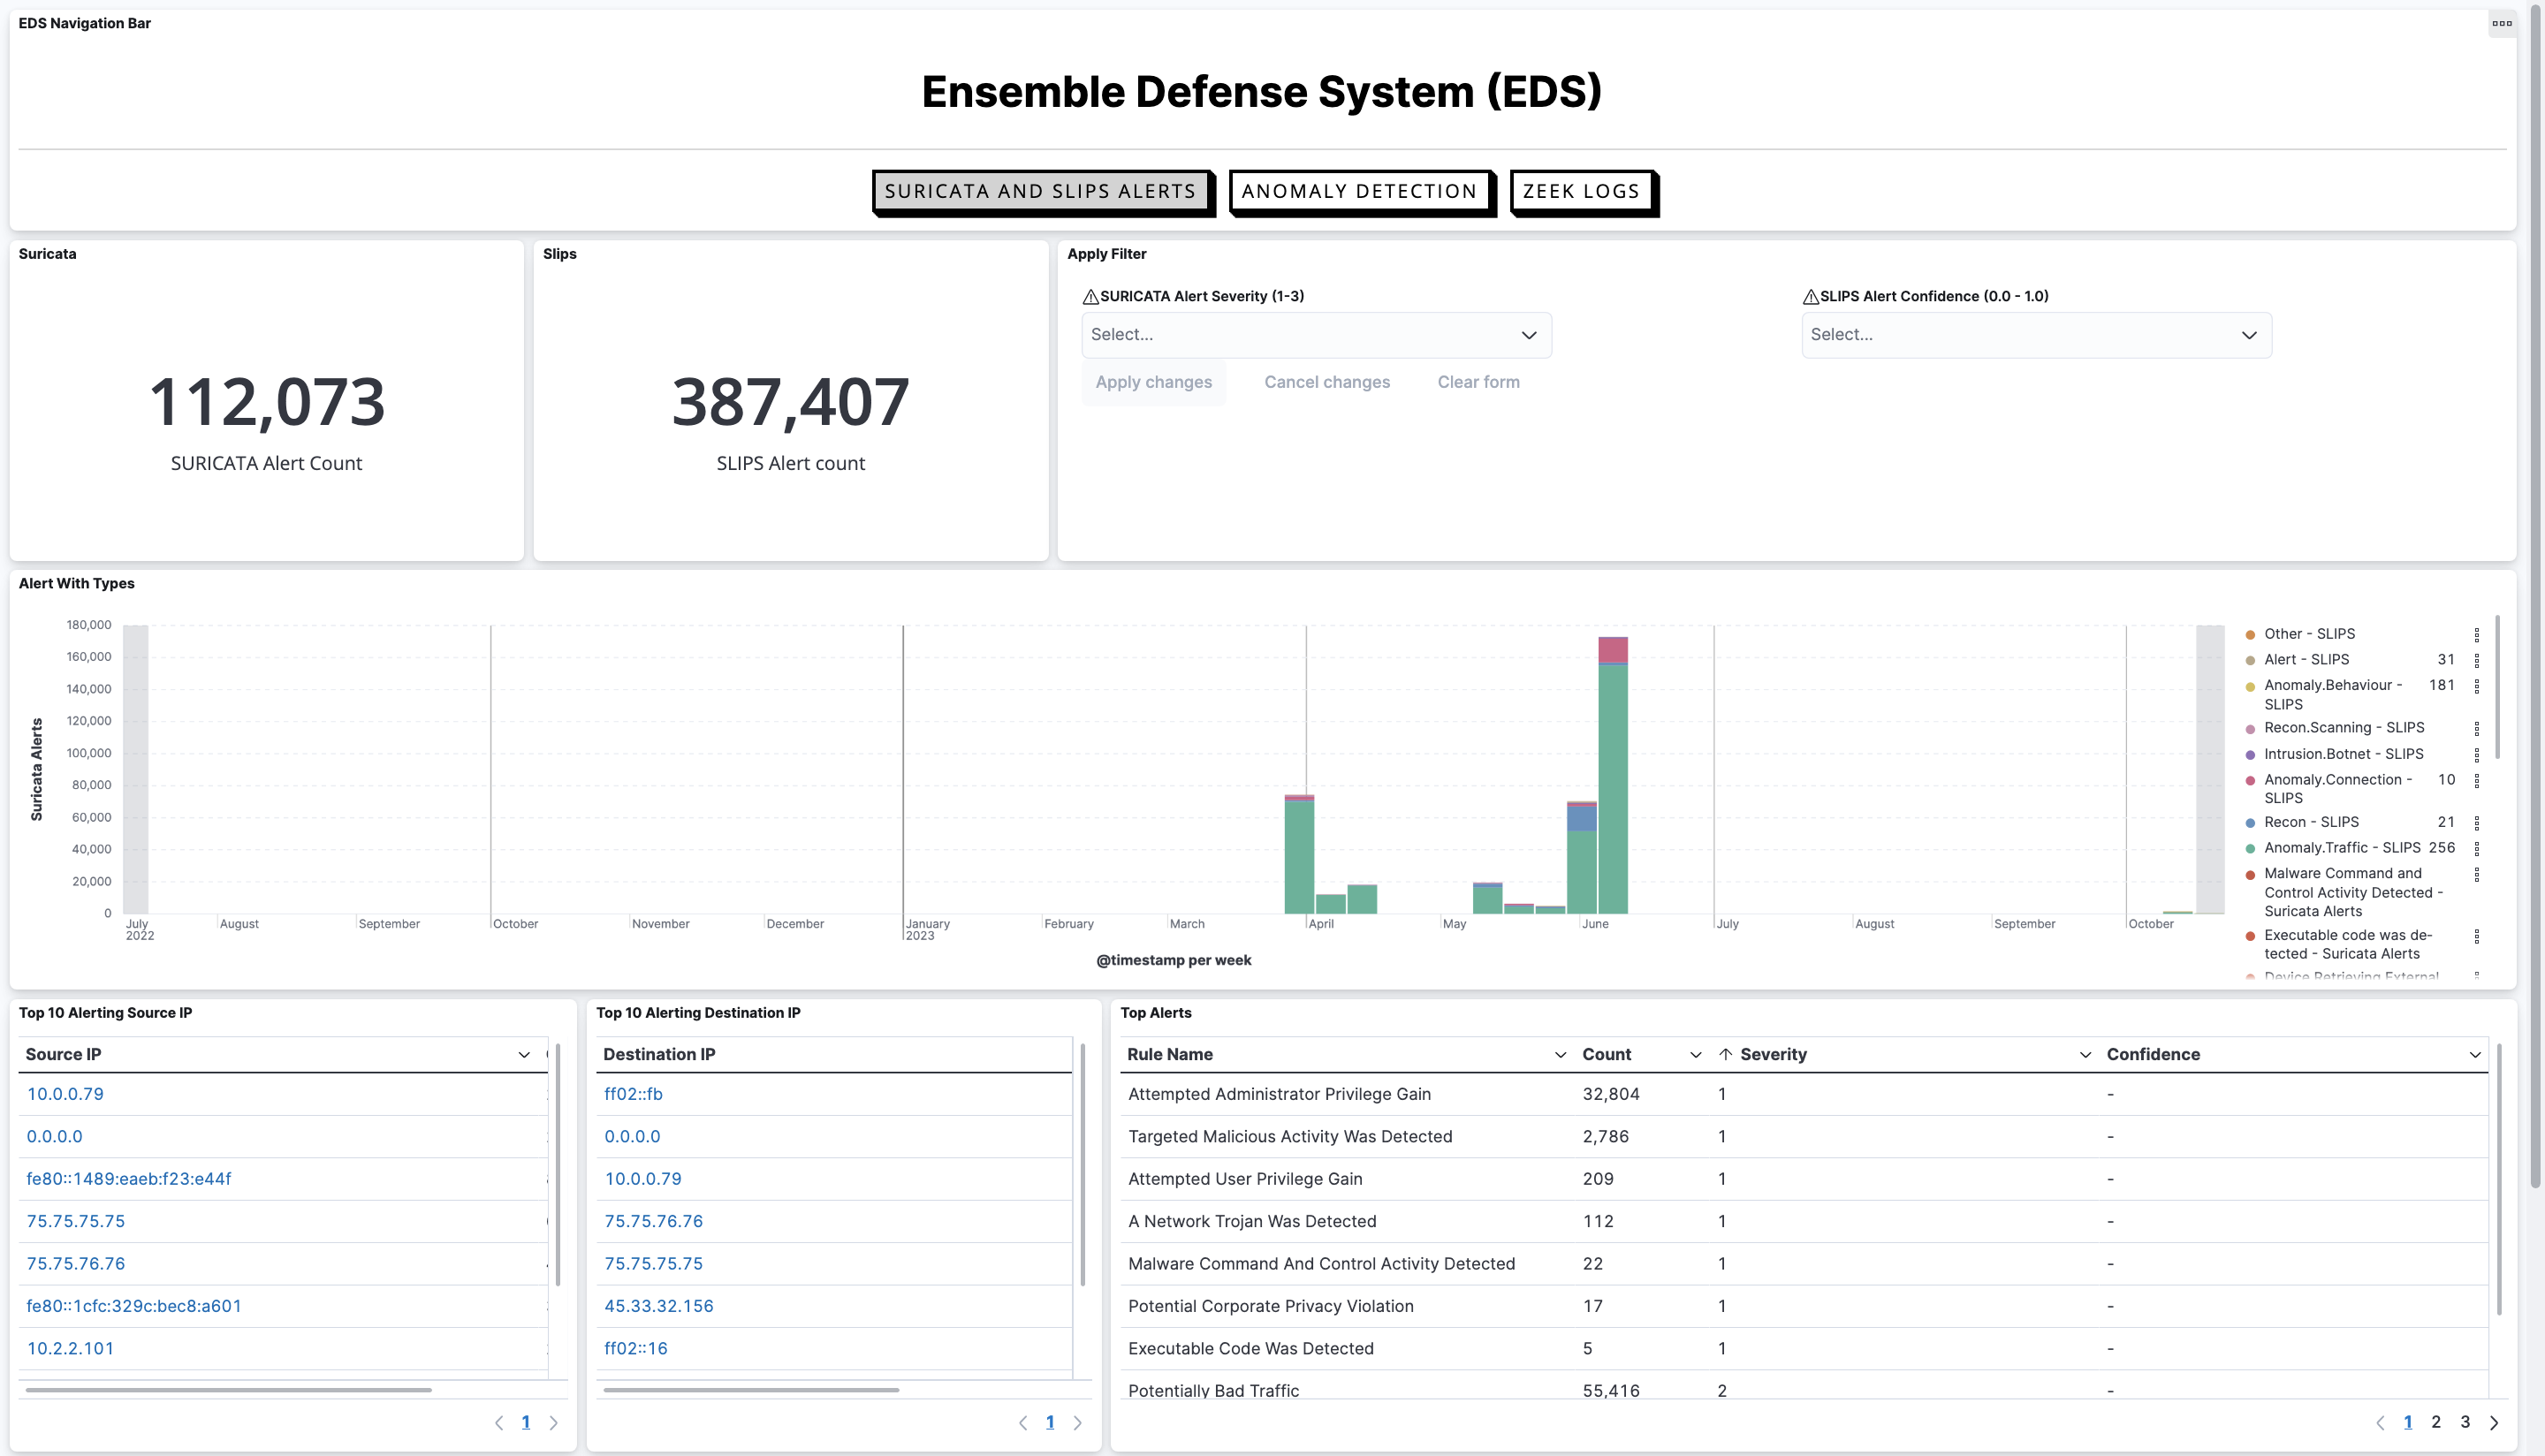 EDS Navigation Bar
Ensemble Defense System (EDS)
SURICATA AND SLIPS ALERTS
ANOMALY DETECTION
ZEEK LOGS
Suricata
112,073
SURICATA Alert Count
Slips
387,407
SLIPS Alert count
Apply Filter
SURICATA Alert Severity (1-3)
Select...
SLIPS Alert Confidence (0.0 - 1.0)
Select...
Apply changes
Cancel changes
Clear form
Alert With Types
Suricata Alerts
180,000
160,000
140,000
120,000
100,000
80,000
60,000
40,000
20,000
0
July
2022
August
September
October
November
December
January
2023
February
March
April
May
June
July
August
September
October
@timestamp per week
Other - SLIPS
Alert - SLIPS 31
Anomaly.Behaviour - 181
SLIPS
Recon.Scanning - SLIPS
Intrusion.Botnet - SLIPS
Anomaly.Connection - 10
SLIPS
Recon - SLIPS 21
Anomaly.Traffic - SLIPS 256
Malware Command and
Control Activity Detected -
Suricata Alerts
Executable code was de-
tected - Suricata Alerts
Device Retrieving External
Top 10 Alerting Source IP
Source IP
10.0.0.79
0.0.0.0
fe80::1489:eaeb:f23:e44f
75.75.75.75
75.75.76.76
fe80::1cfc:329c:bec8:a601
10.2.2.101
1
Top 10 Alerting Destination IP
Destination IP
ff02::fb
0.0.0.0
10.0.0.79
75.75.76.76
75.75.75.75
45.33.32.156
ff02::16
1
Top Alerts
Rule Name Count Severity Confidence
Attempted Administrator Privilege Gain 32,804 1 -
Targeted Malicious Activity Was Detected 2,786 1 -
Attempted User Privilege Gain 209 1 -
A Network Trojan Was Detected 112 1 -
Malware Command And Control Activity Detected 22 1 -
Potential Corporate Privacy Violation 17 1 -
Executable Code Was Detected 5 1 -
Potentially Bad Traffic 55,416 2 -
1 2 3